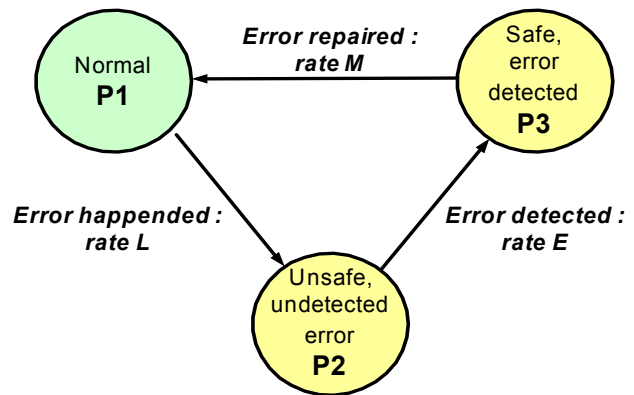 Normal
P1
Error repaired :
rate M
Safe,
error
detected
P3
Error happended :
rate L
Error detected :
rate E
Unsafe,
undetected
error
P2